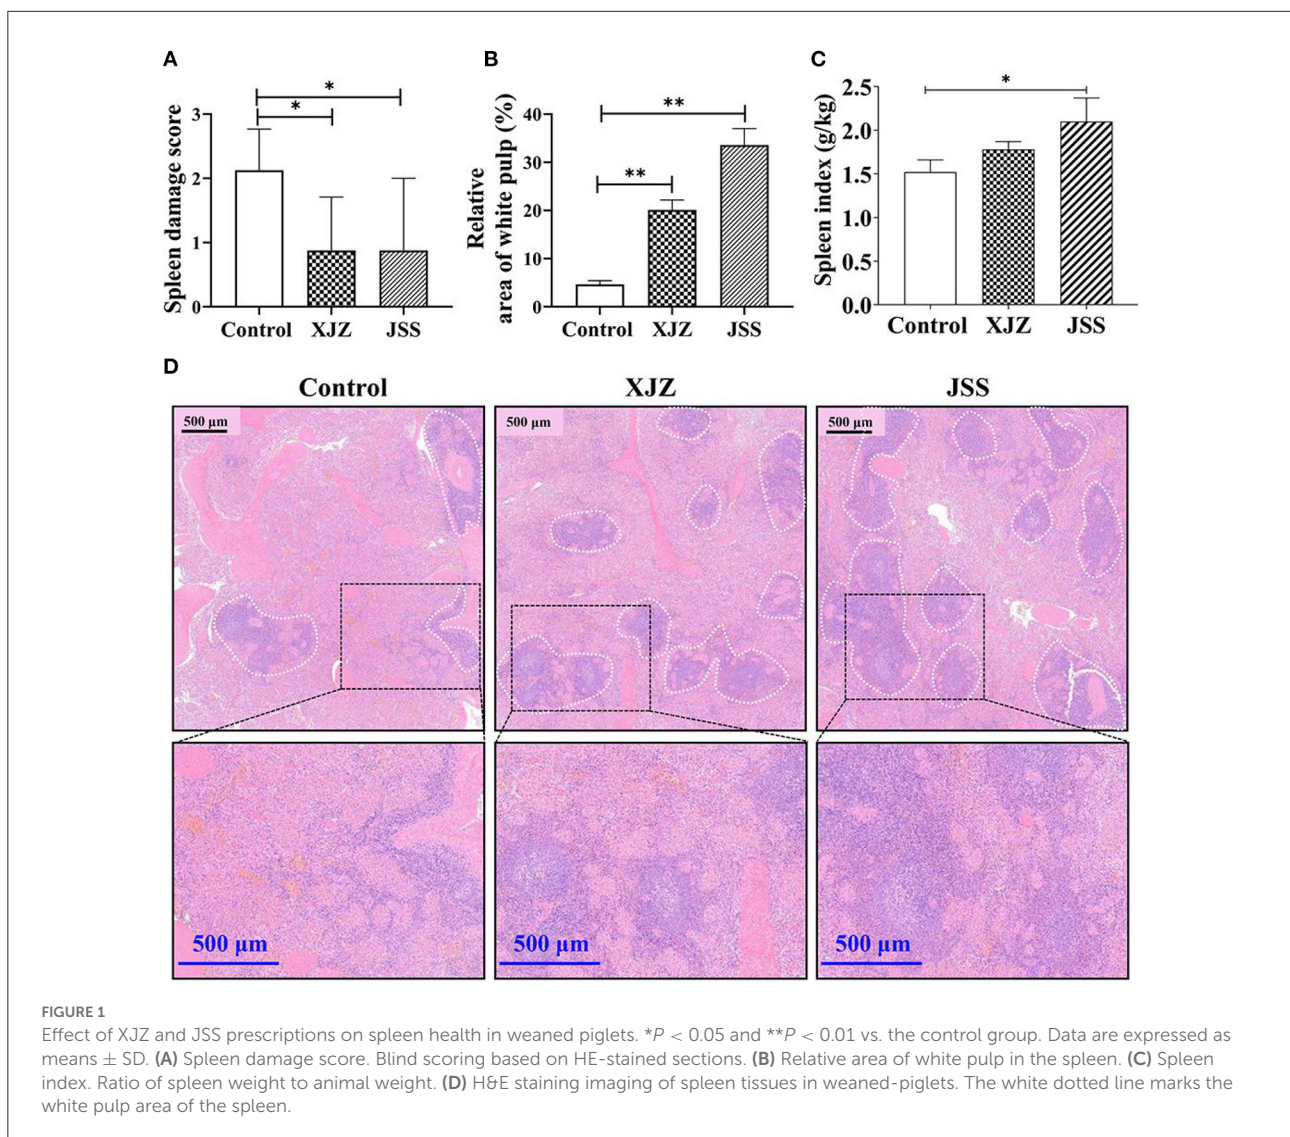 A
B
C
*
*
3
2
1
0
Spleen damage score
Control XJZ JSS
**
**
40
30
20
10
0
Relative
area of white pulp (%)
Control XJZ JSS
*
2.5
2.0
1.5
1.0
0.5
0.0
Spleen index (g/kg)
Control XJZ JSS
D
Control XJZ JSS
500 μm 500 μm 500 μm
500 μm 500 μm 500 μm
FIGURE 1
Effect of XJZ and JSS prescriptions on spleen health in weaned piglets. *P < 0.05 and **P < 0.01 vs. the control group. Data are expressed as
means ± SD. (A) Spleen damage score. Blind scoring based on HE-stained sections. (B) Relative area of white pulp in the spleen. (C) Spleen
index. Ratio of spleen weight to animal weight. (D) H&E staining imaging of spleen tissues in weaned-piglets. The white dotted line marks the
white pulp area of the spleen.